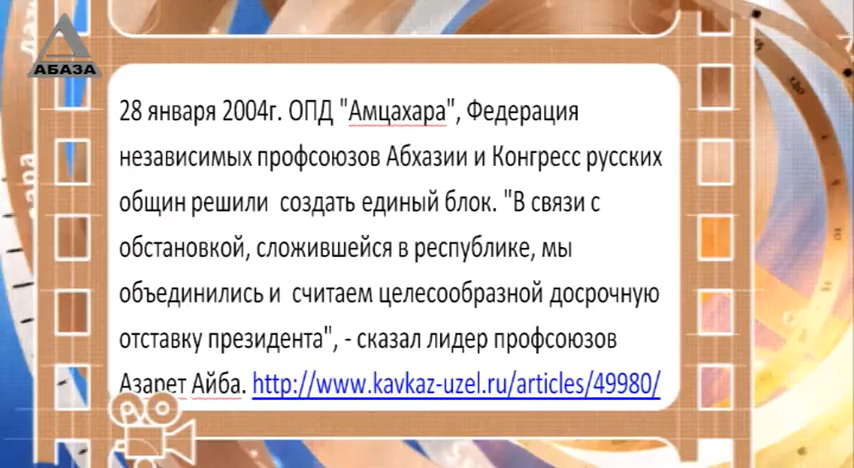 АБАЗА
28 января 2004г. ОПД "Амцахара", Федерация
независимых профсоюзов Абхазии и Конгресс русских
общин решили создать единый блок. "В связи с
обстановкой, сложившейся в республике, мы
объединились и считаем целесообразной досрочную
отставку президента", - сказал лидер профсоюзов
Азарет Айба. http://www.kavkaz-uzel.ru/articles/49980/